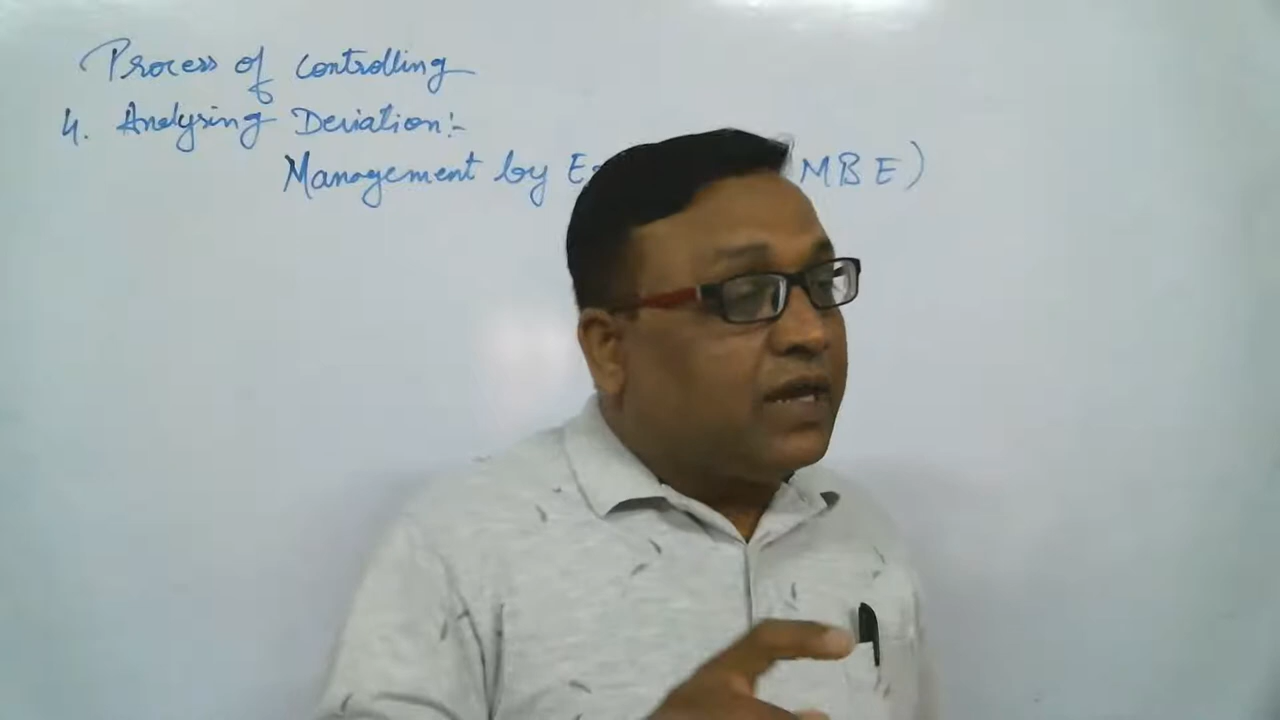 Process of controlling
4. Analysing Deviation:-
Management by (MBE)